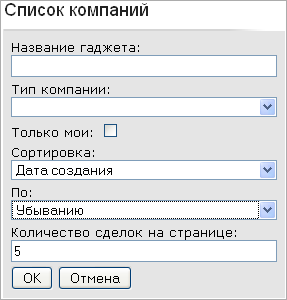 Список компаний
Название гаджета:
Тип компании:
Только мои:
Сортировка:
Дата создания
По:
Убыванию
Количество сделок на странице:
5
ОК Отмена